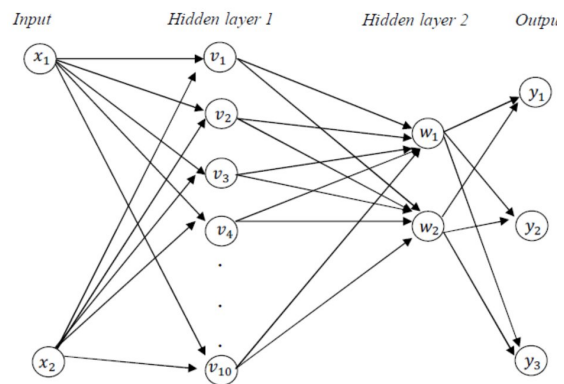 Input Hidden layer 1 Hidden layer 2 Outpu
x₁ v₁
y₁
v₂
w₁
v₃
v₄ w₂ y₂
.
.
.
x₂ v₁₀ y₃